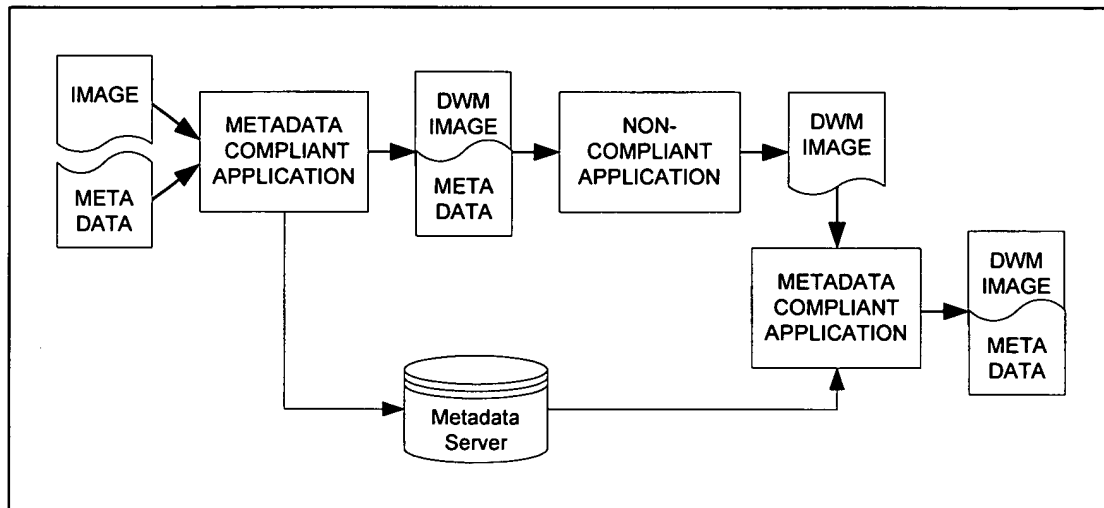 IMAGE
META
DATA
METADATA
COMPLIANT
APPLICATION
DWM
IMAGE
META
DATA
NON-
COMPLIANT
APPLICATION
DWM
IMAGE
METADATA
COMPLIANT
APPLICATION
DWM
IMAGE
META
DATA
Metadata
Server